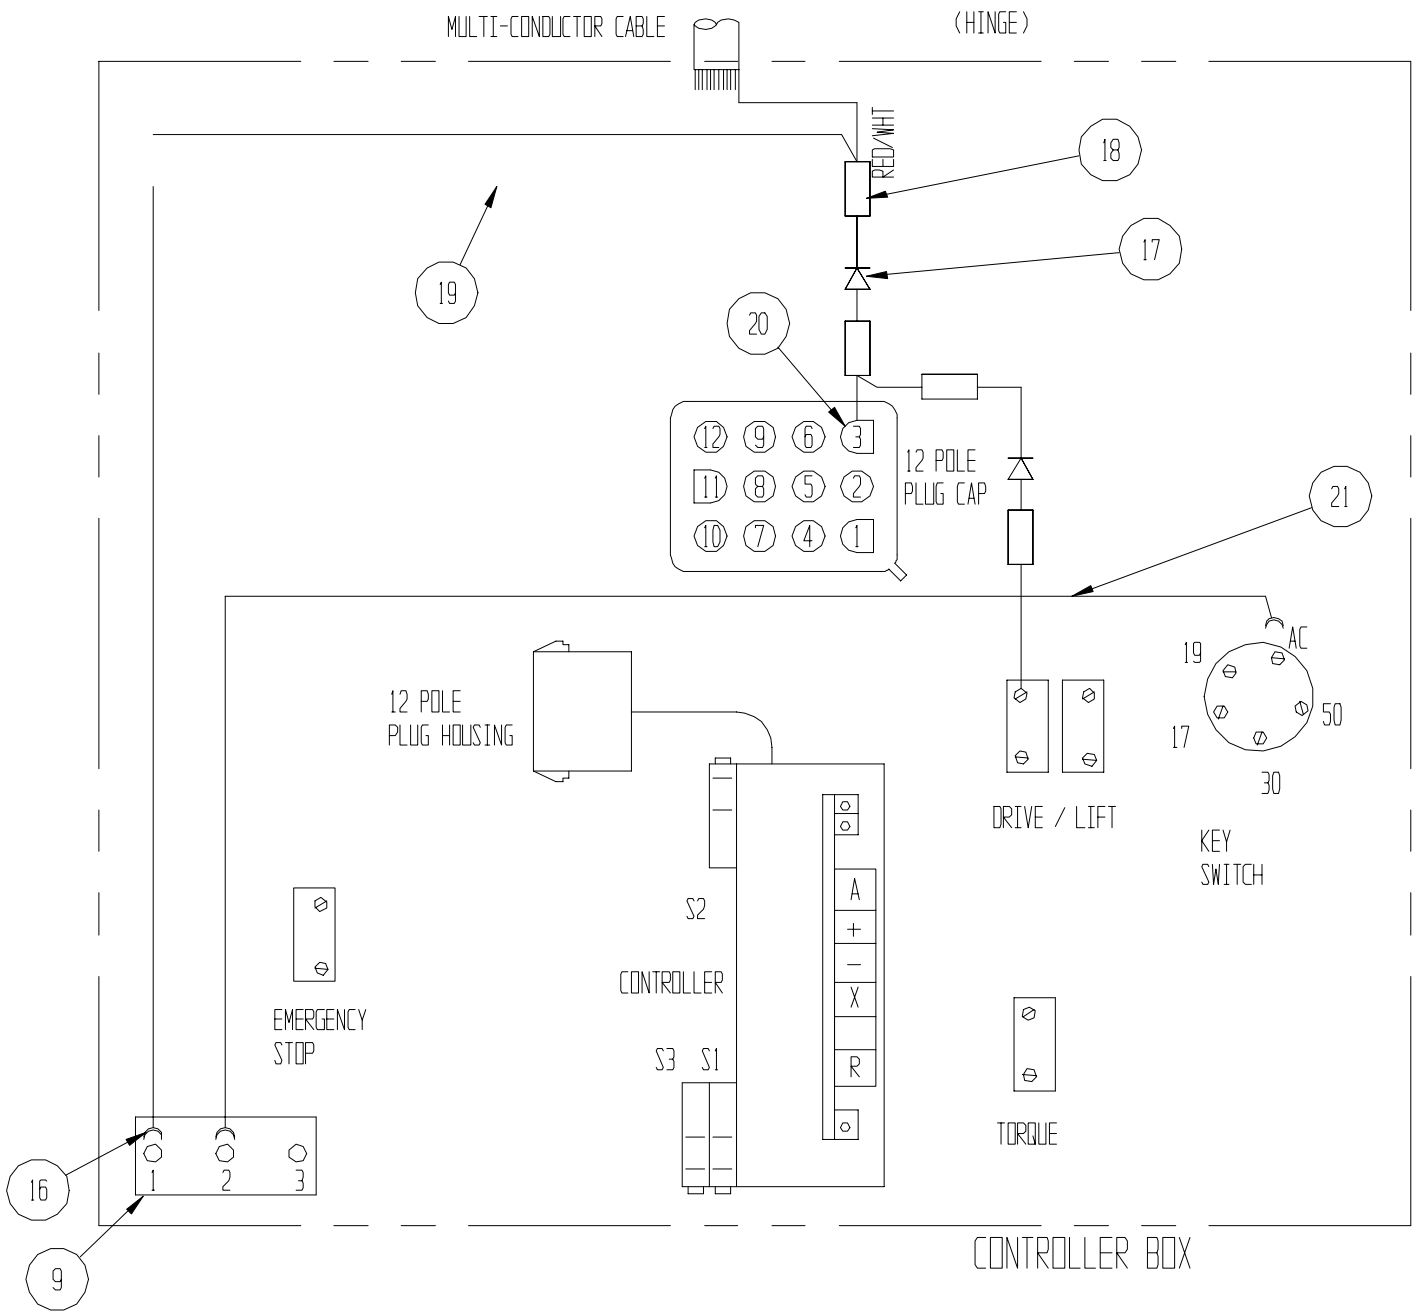 MULTI-CONDUCTOR CABLE
(HINGE)
RED/WHT
18
17
19
20
12 9 6 3
11 8 5 2
10 7 4 1
12 POLE
PLUG CAP
21
AC
19
50
17
30
KEY
SWITCH
12 POLE
PLUG HOUSING
DRIVE / LIFT
S2
A
+
−
X
R
CONTROLLER
EMERGENCY
STOP
S3 S1
TORQUE
1 2 3
16
9
CONTROLLER BOX